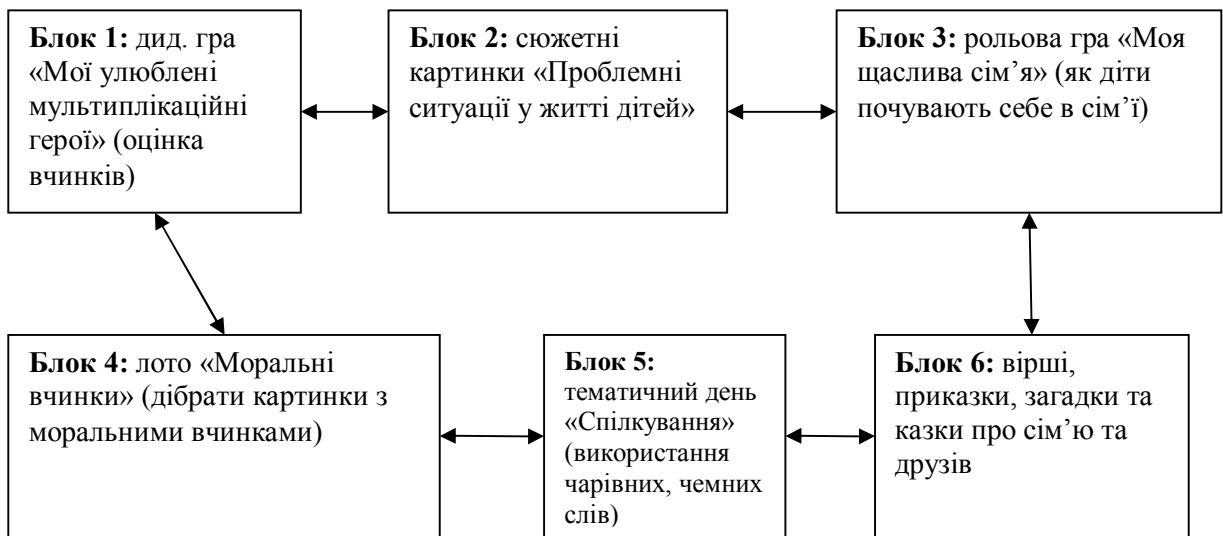 Блок 1: дид. гра
«Мої улюблені
мультиплікаційні
герої» (оцінка
вчинків)
Блок 2: сюжетні
картинки «Проблемні
ситуації у житті дітей»
Блок 3: рольова гра «Моя
щаслива сім’я» (як діти
почувають себе в сім’ї)
Блок 4: лото «Моральні
вчинки» (дібрати картинки з
моральними вчинками)
Блок 5:
тематичний день
«Спілкування»
(використання
чарівних, чемних
слів)
Блок 6: вірші,
приказки, загадки та
казки про сім’ю та
друзів